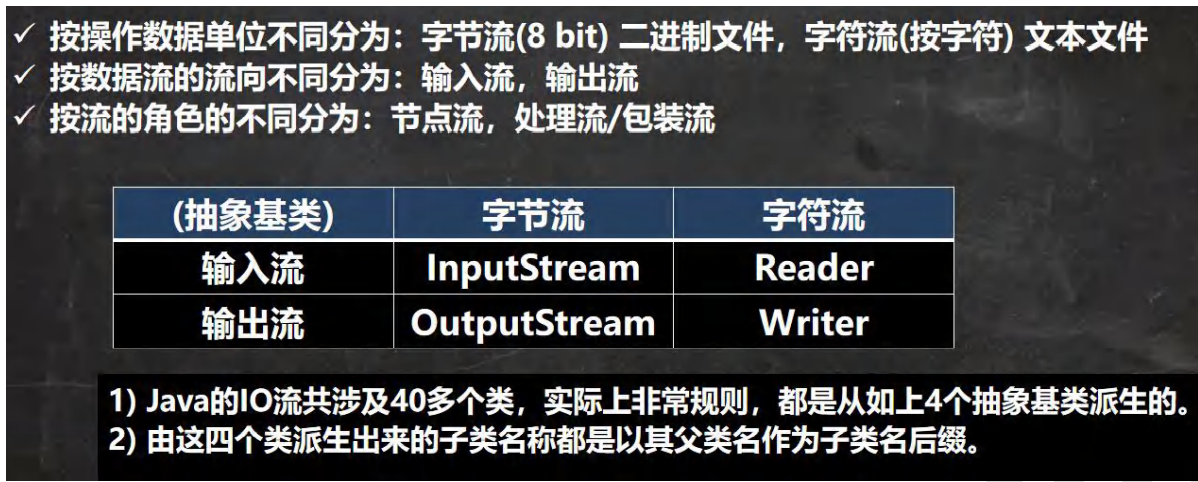 ✓ 按操作数据单位不同分为：字节流(8 bit) 二进制文件，字符流(按字符) 文本文件
✓ 按数据流的流向不同分为：输入流，输出流
✓ 按流的角色的不同分为：节点流，处理流/包装流
(抽象基类) 字节流 字符流
输入流 InputStream Reader
输出流 OutputStream Writer
1) Java的IO流共涉及40多个类，实际上非常规则，都是从如上4个抽象基类派生的。
2) 由这四个类派生出来的子类名称都是以其父类名作为子类名后缀。